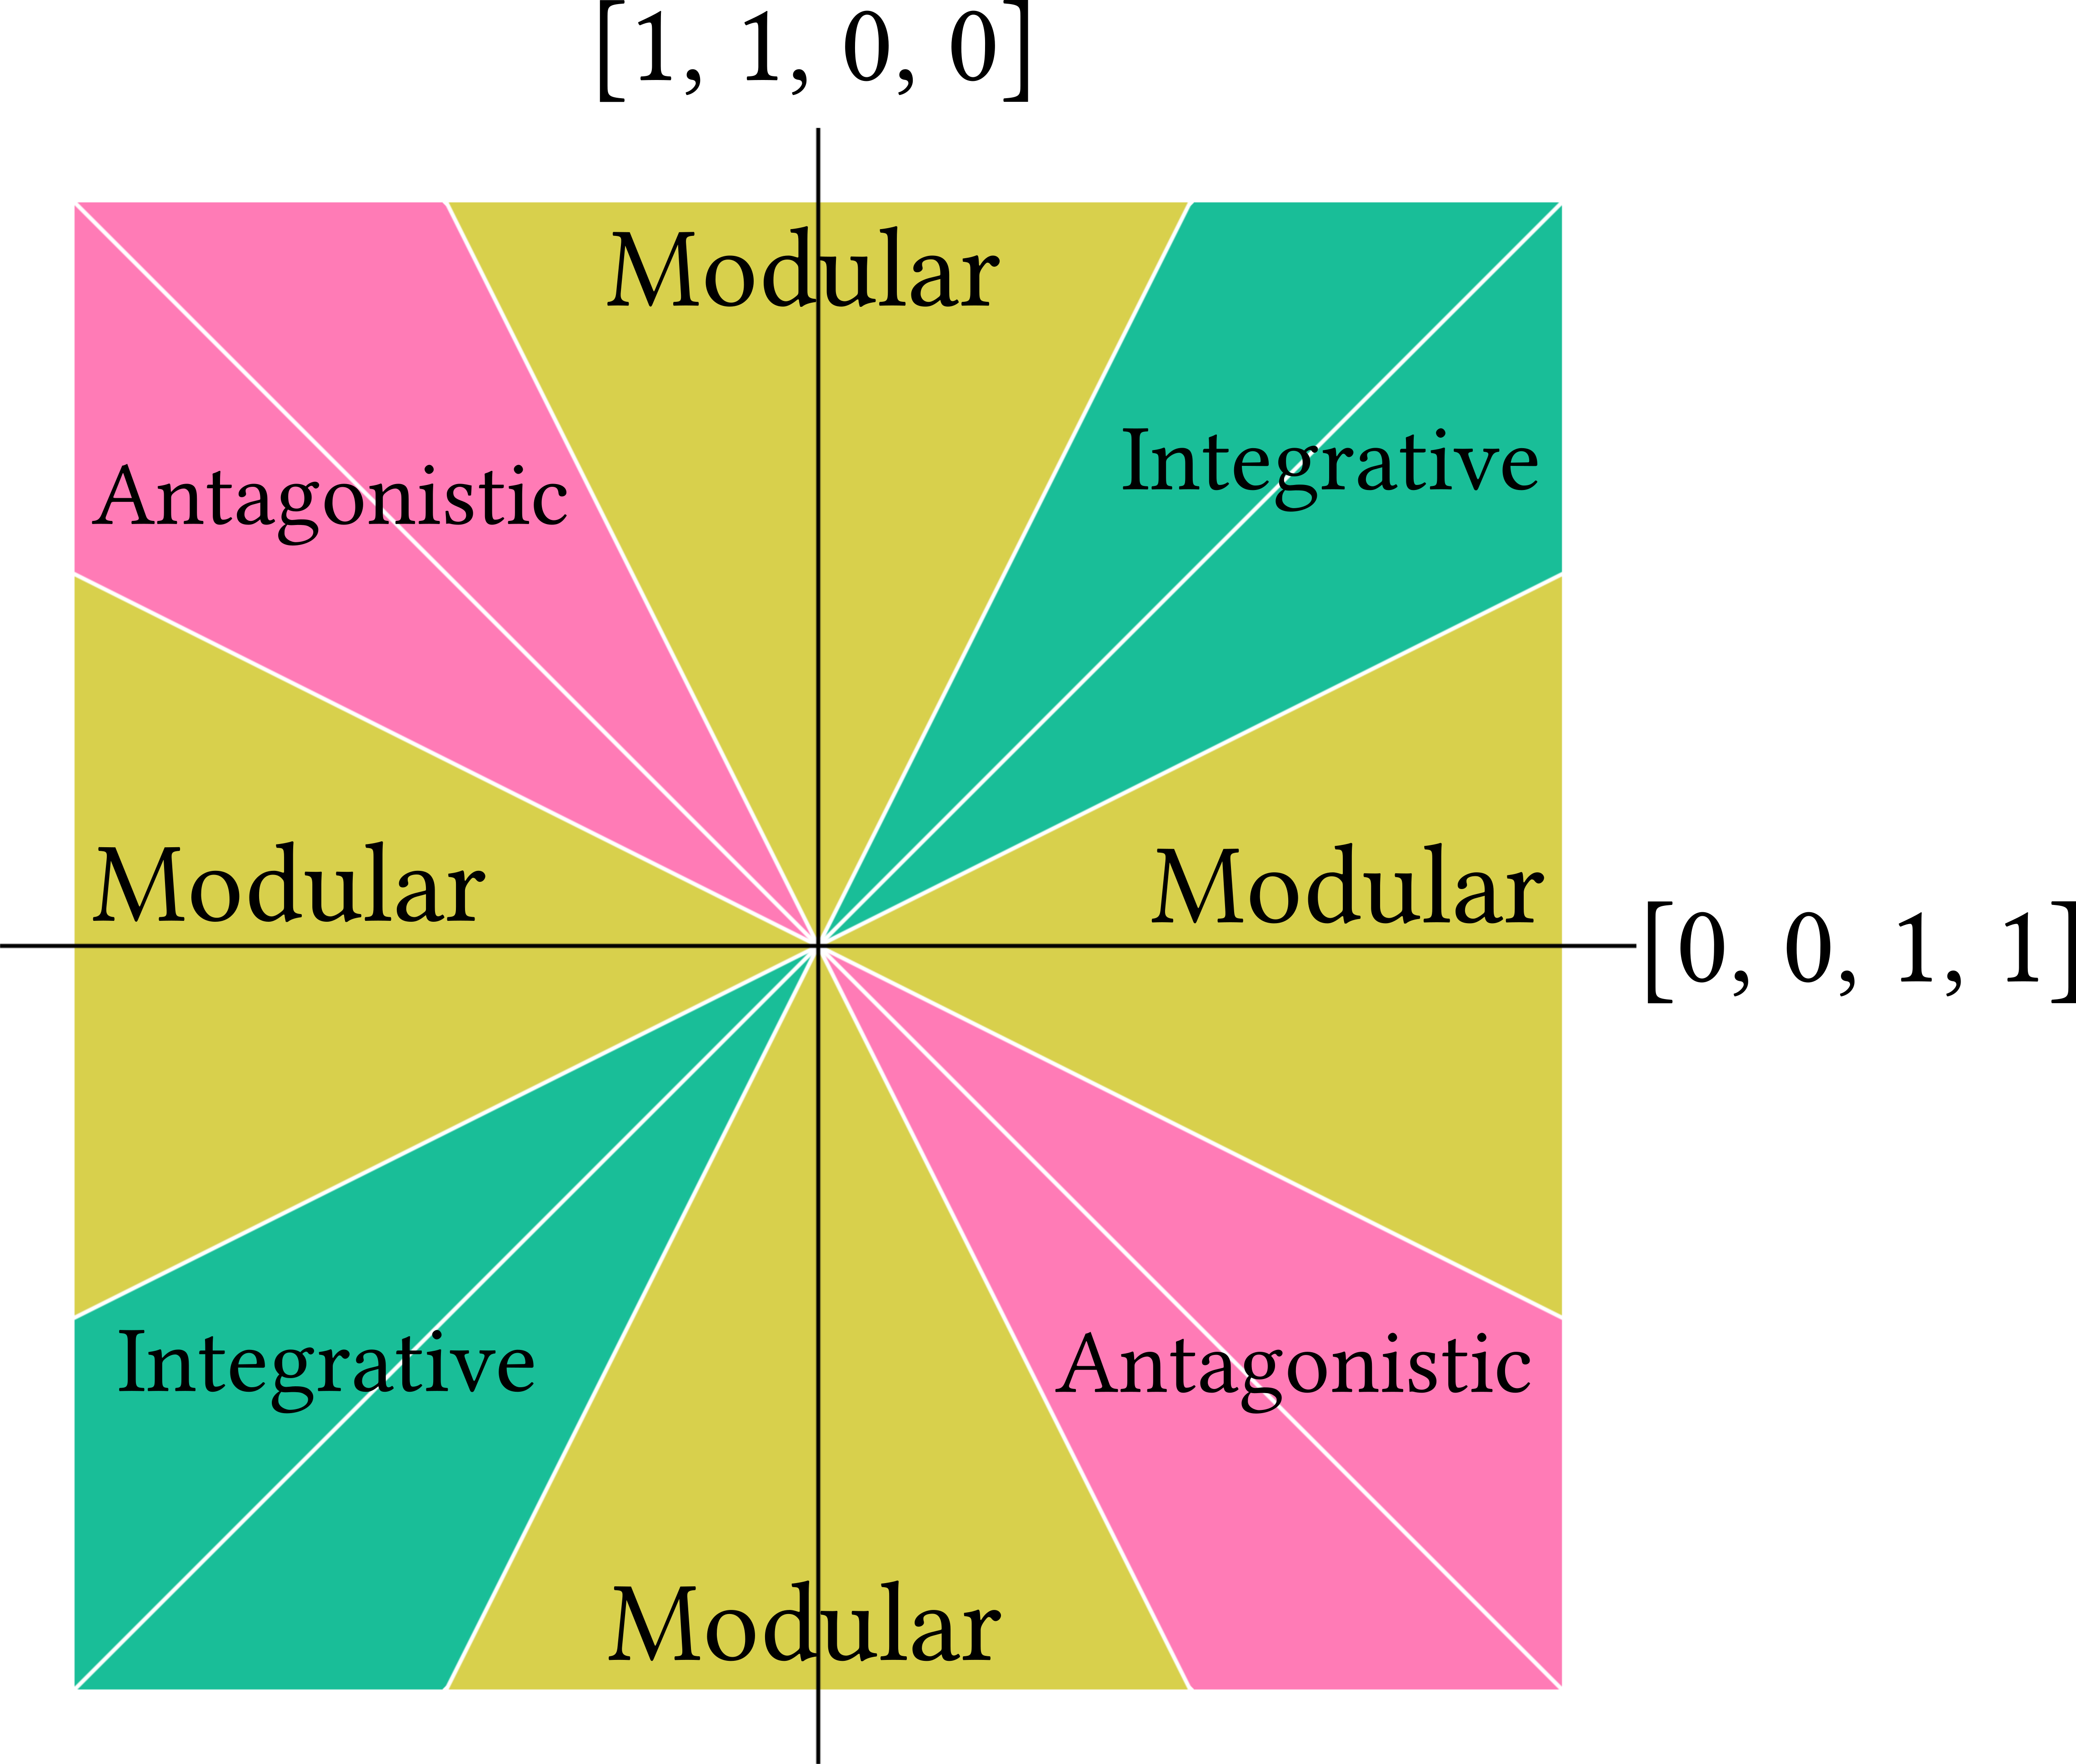 [1, 1, 0, 0]
Modular
Integrative
Antagonistic
Modular
Modular
[0, 0, 1, 1]
Integrative
Antagonistic
Modular